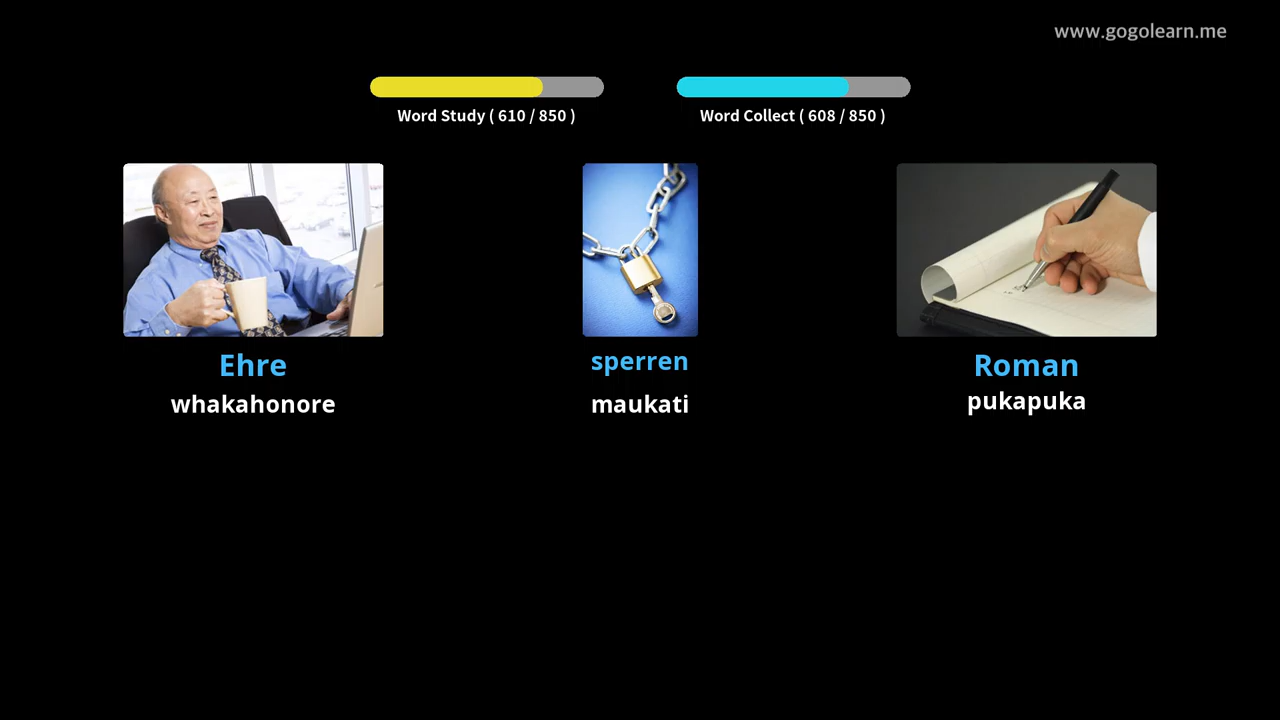 www.gogolearn.me
Word Study ( 610 / 850 )
Word Collect ( 608 / 850 )
Ehre
whakahonore
sperren
maukati
Roman
pukapuka